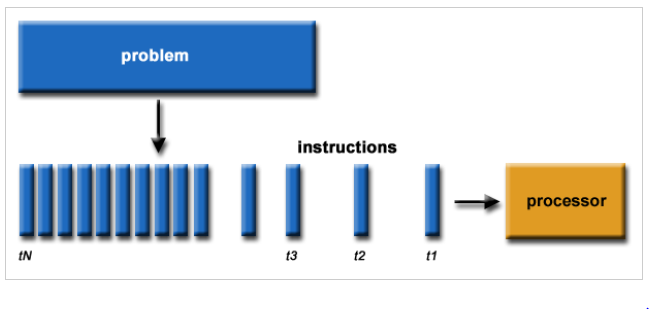 problem
instructions
processor
tN
t3
t2
t1